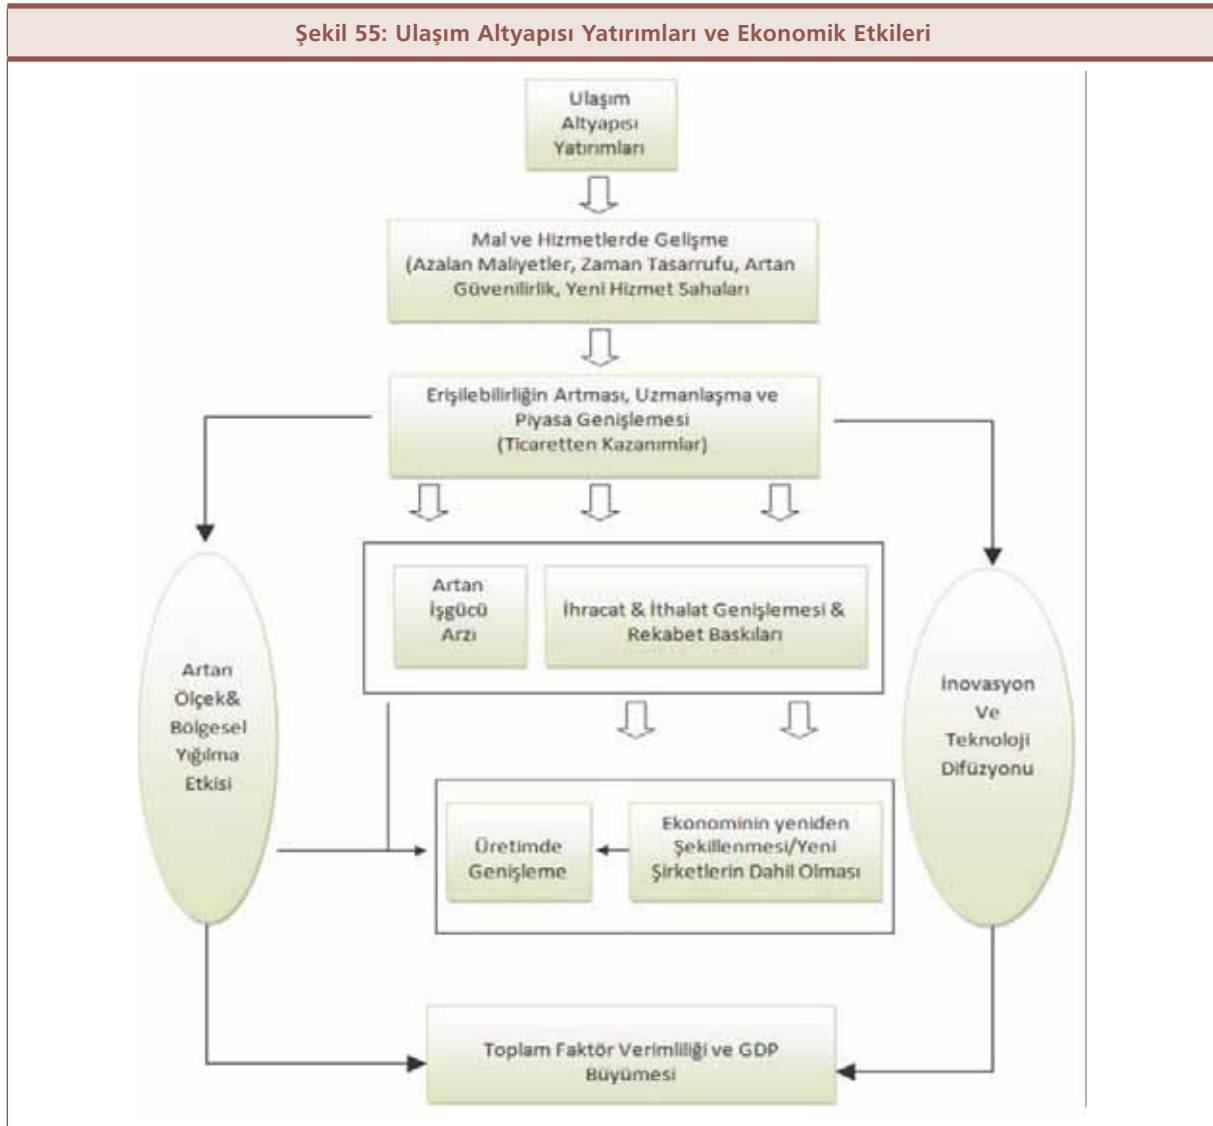 Şekil 55: Ulaşım Altyapısı Yatırımları ve Ekonomik Etkileri
Ulaşım
Altyapısı
Yatırımları
Mal ve Hizmetlerde Gelişme
(Azalan Maliyetler, Zaman Tasarrufu, Artan
Güvenilirlik, Yeni Hizmet Sahaları
Erişilebilirliğin Artması, Uzmanlaşma ve
Piyasa Genişlemesi
(Ticaretten Kazanımlar)
Artan
İşgücü
Arzı
İhracat & İthalat Genişlemesi &
Rekabet Baskıları
Artan
Ölçek&
Bölgesel
Yığılma
Etkisi
İnovasyon
Ve
Teknoloji
Difüzyonu
Üretimde
Genişleme
Ekonominin yeniden
Şekillenmesi/Yeni
Şirketlerin Dahil Olması
Toplam Faktör Verimliliği ve GDP
Büyümesi